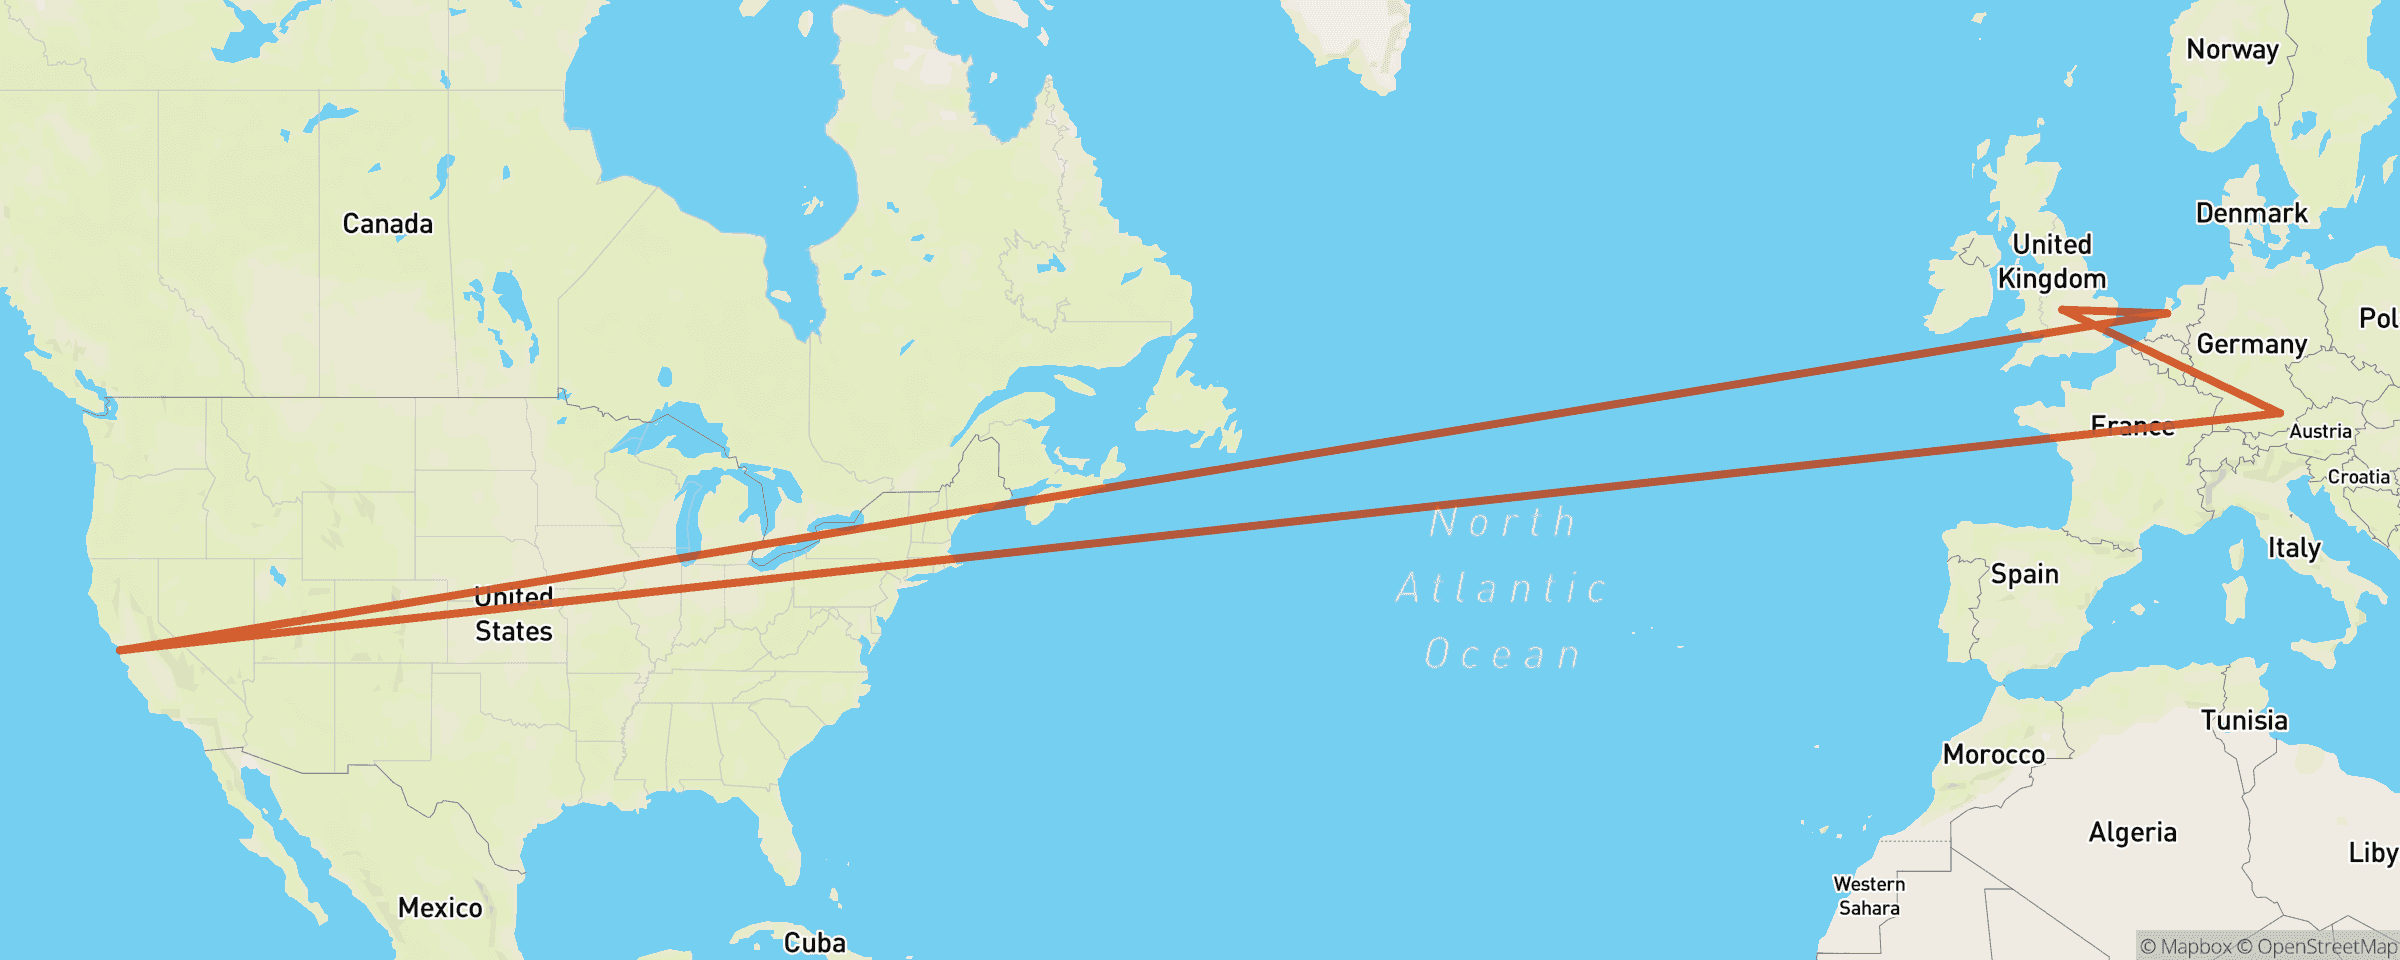 Norway
Canada
Denmark
United
Kingdom
Pol
Germany
France
Austria
Croatia
North
Atlantic
Ocean
Italy
Spain
United
States
Tunisia
Morocco
Algeria
Liby
Western
Sahara
Mexico
Cuba
© Mapbox © OpenStreetMap